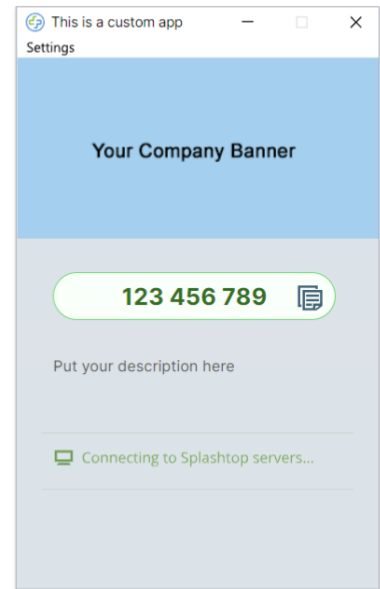 This is a custom app
Settings
Your Company Banner
123 456 789
Put your description here
Connecting to Splashtop servers...